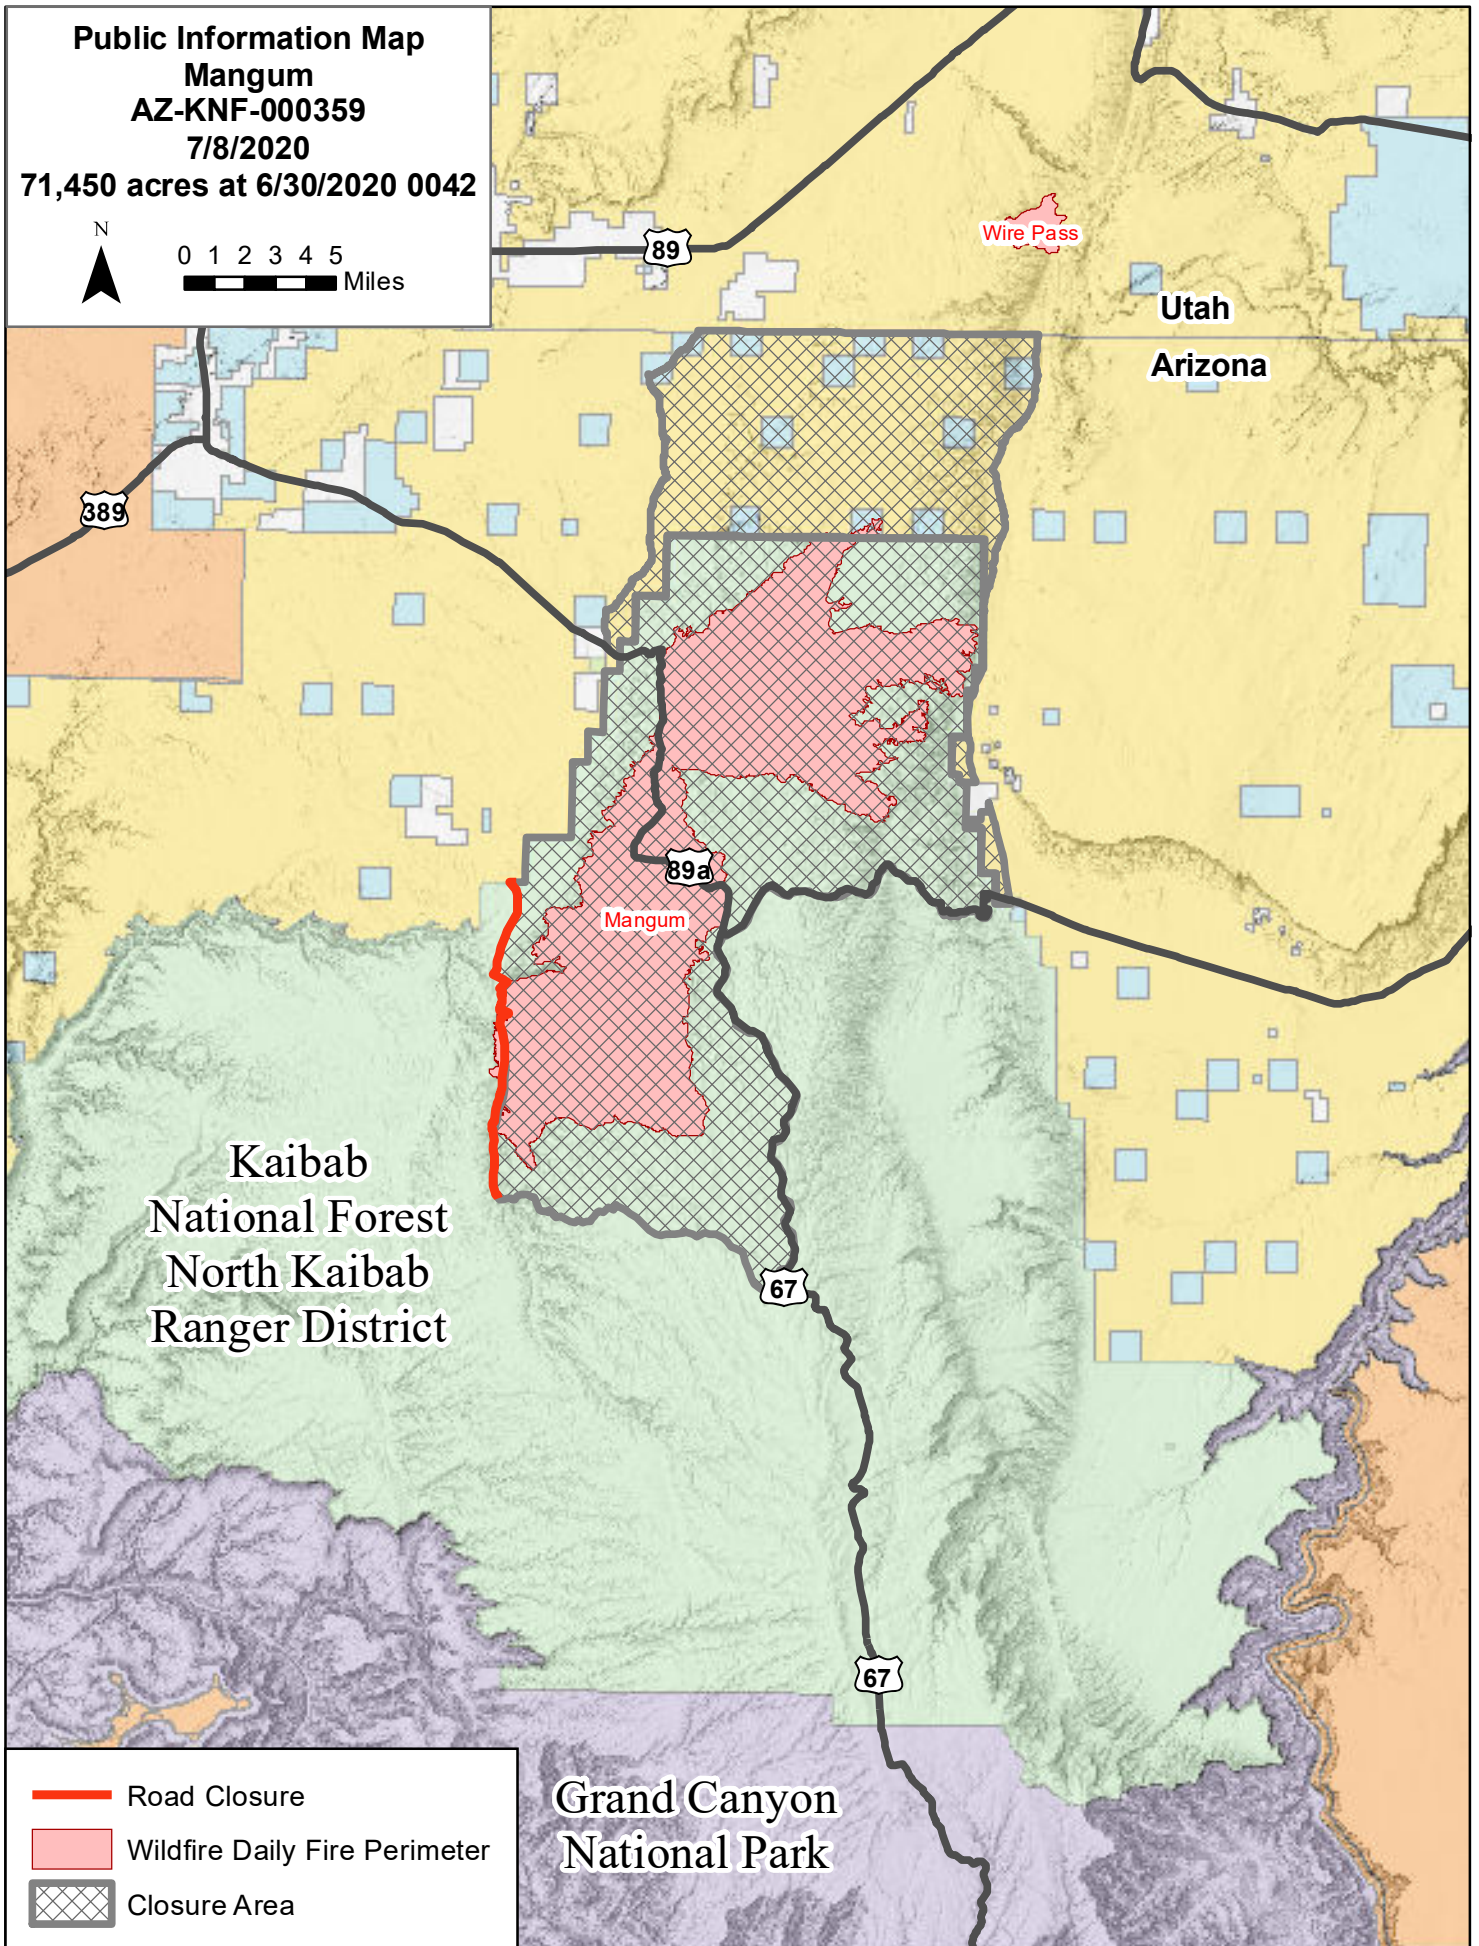 Public Information Map
Mangum
AZ-KNF-000359
7/8/2020
71,450 acres at 6/30/2020 0042
N
0 1 2 3 4 5
Miles
89
Wire Pass
Utah
Arizona
389
89a
Mangum
Kaibab
National Forest
North Kaibab
Ranger District
67
67
Grand Canyon
National Park
Road Closure
Wildfire Daily Fire Perimeter
Closure Area